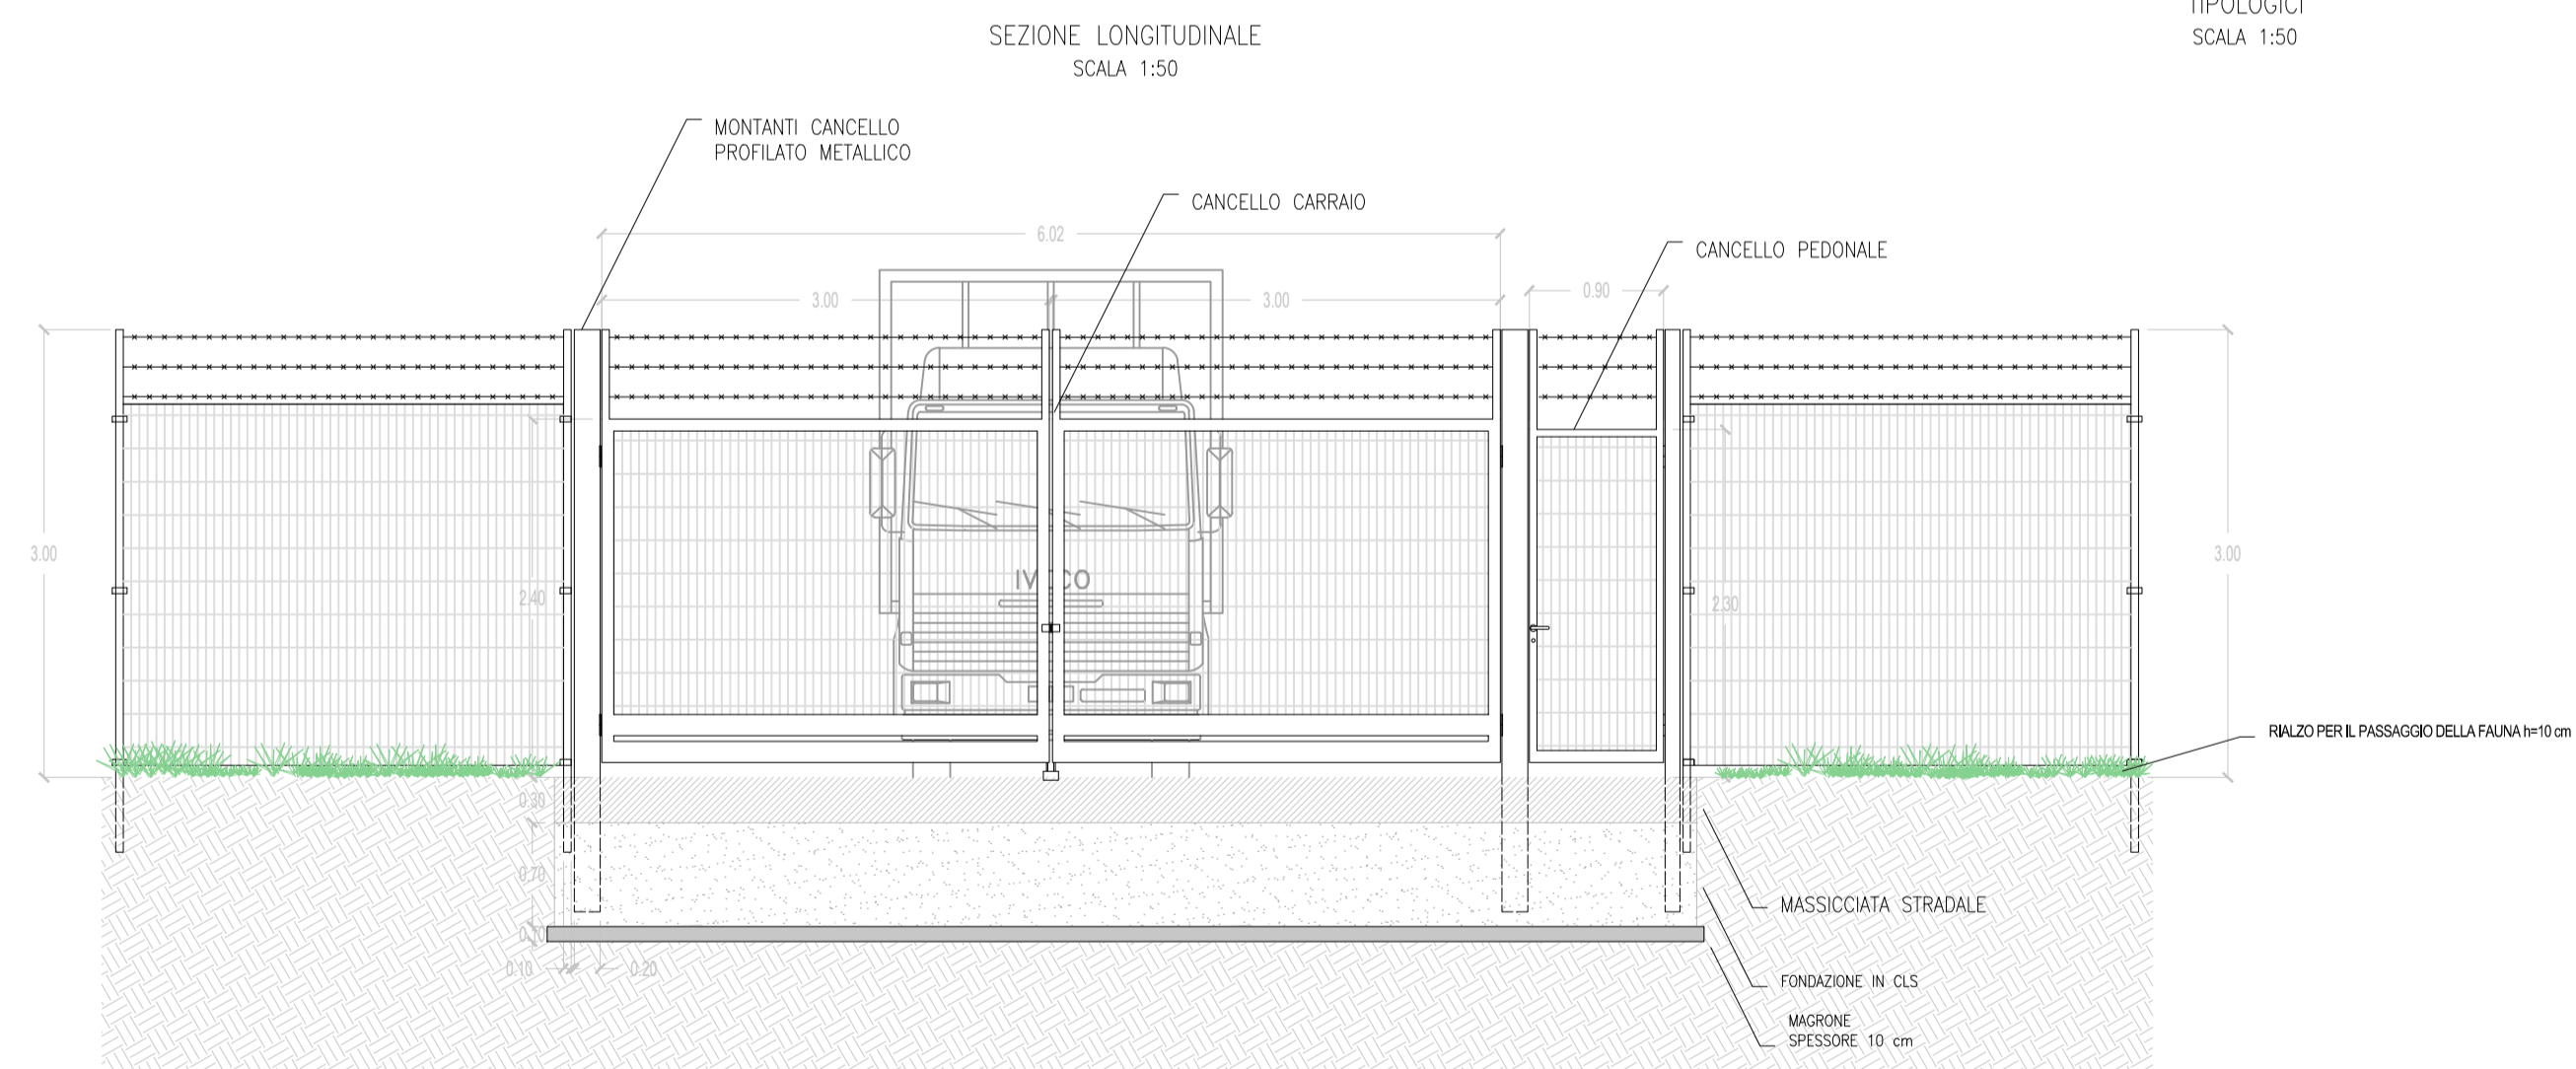 TIPOLOGICI
SCALA 1:50
SEZIONE LONGITUDINALE
SCALA 1:50
MONTANTI CANCELLO
PROFILATO METALLICO
CANCELLO CARRAIO
6.02
CANCELLO PEDONALE
3.00
3.00
0.90
3.00
3.00
IVECO
2.40
2.30
RIALZO PER IL PASSAGGIO DELLA FAUNA h=10 cm
0.30
0.70
MASSICCIATA STRADALE
0.10
0.10
0.20
FONDAZIONE IN CLS
MAGRONE
SPESSORE 10 cm